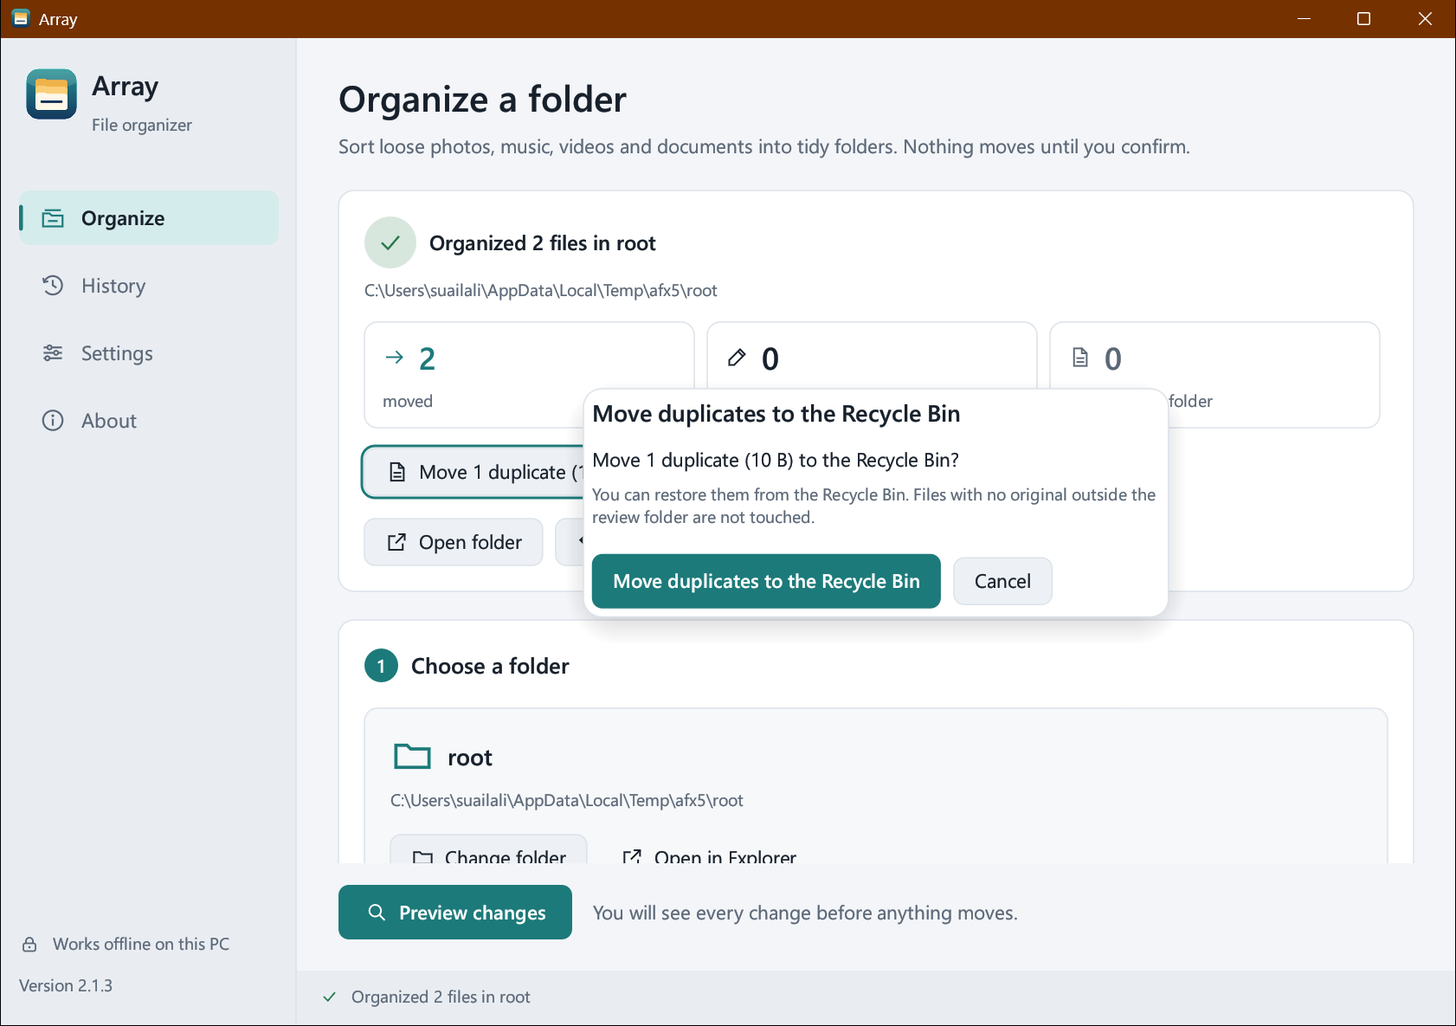 Array
Array
File organizer
Organize
History
Settings
About
Works offline on this PC
Version 2.1.3
Organize a folder
Sort loose photos, music, videos and documents into tidy folders. Nothing moves until you confirm.
Organized 2 files in root
C:\Users\suailali\AppData\Local\Temp\afx5\root
2
moved
0
0
folder
Move 1 duplicate (
Open folder
Move duplicates to the Recycle Bin
Move 1 duplicate (10 B) to the Recycle Bin?
You can restore them from the Recycle Bin. Files with no original outside the
review folder are not touched.
Move duplicates to the Recycle Bin
Cancel
1 Choose a folder
root
C:\Users\suailali\AppData\Local\Temp\afx5\root
Change folder
Open in Explorer
Preview changes
You will see every change before anything moves.
Organized 2 files in root